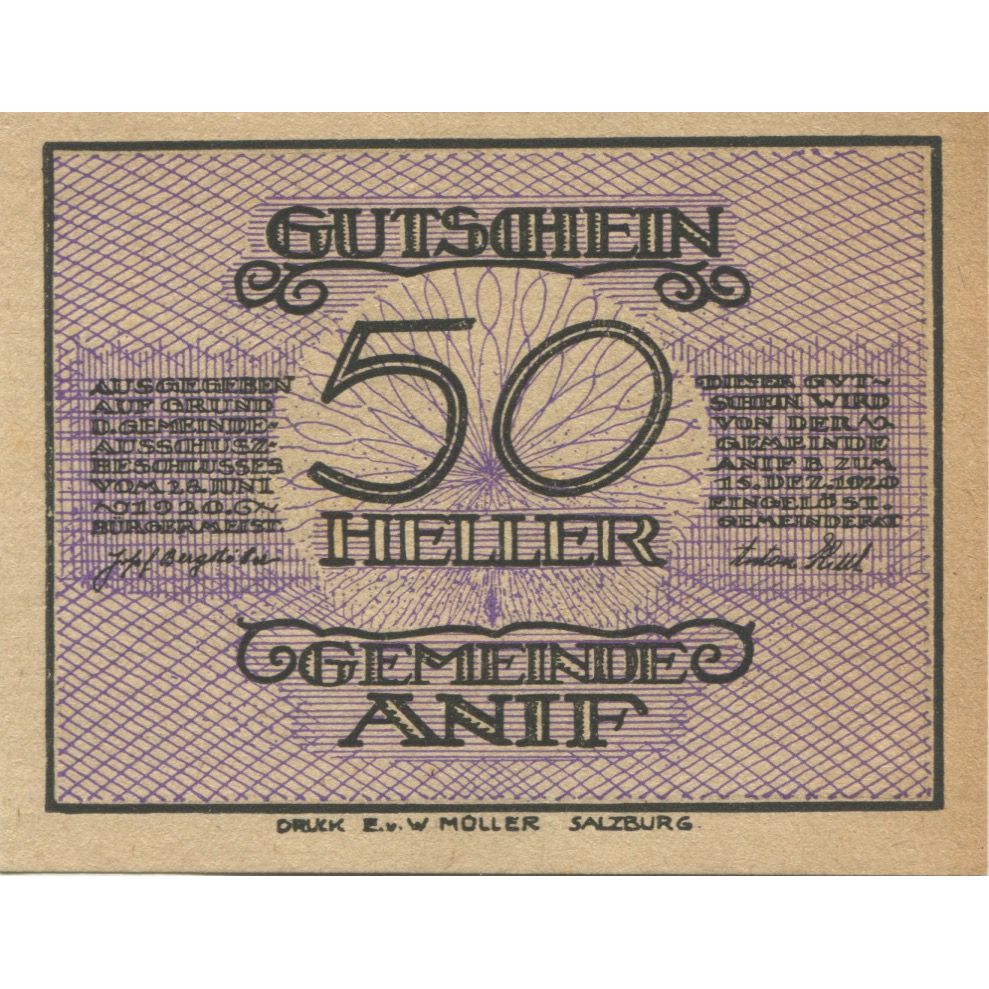 GUTSCHEIN
50
HELLER
AUSGEGEBEN
AUF GRUND
D. GEMEINDE-
AUSSCHUSZ-
BESCHLUSSES
VOM 28. JUNI
1920.
BÜRGERMEIST
DIESER GUT-
SCHEIN WIRD
VON DER
GEMEINDE
ANIF B. ZUM
15. DEZ. 1920
EINGELÖST.
GEMEINDERAT
GEMEINDE
ANIF
DRUCK E. v. W MÜLLER SALZBURG.